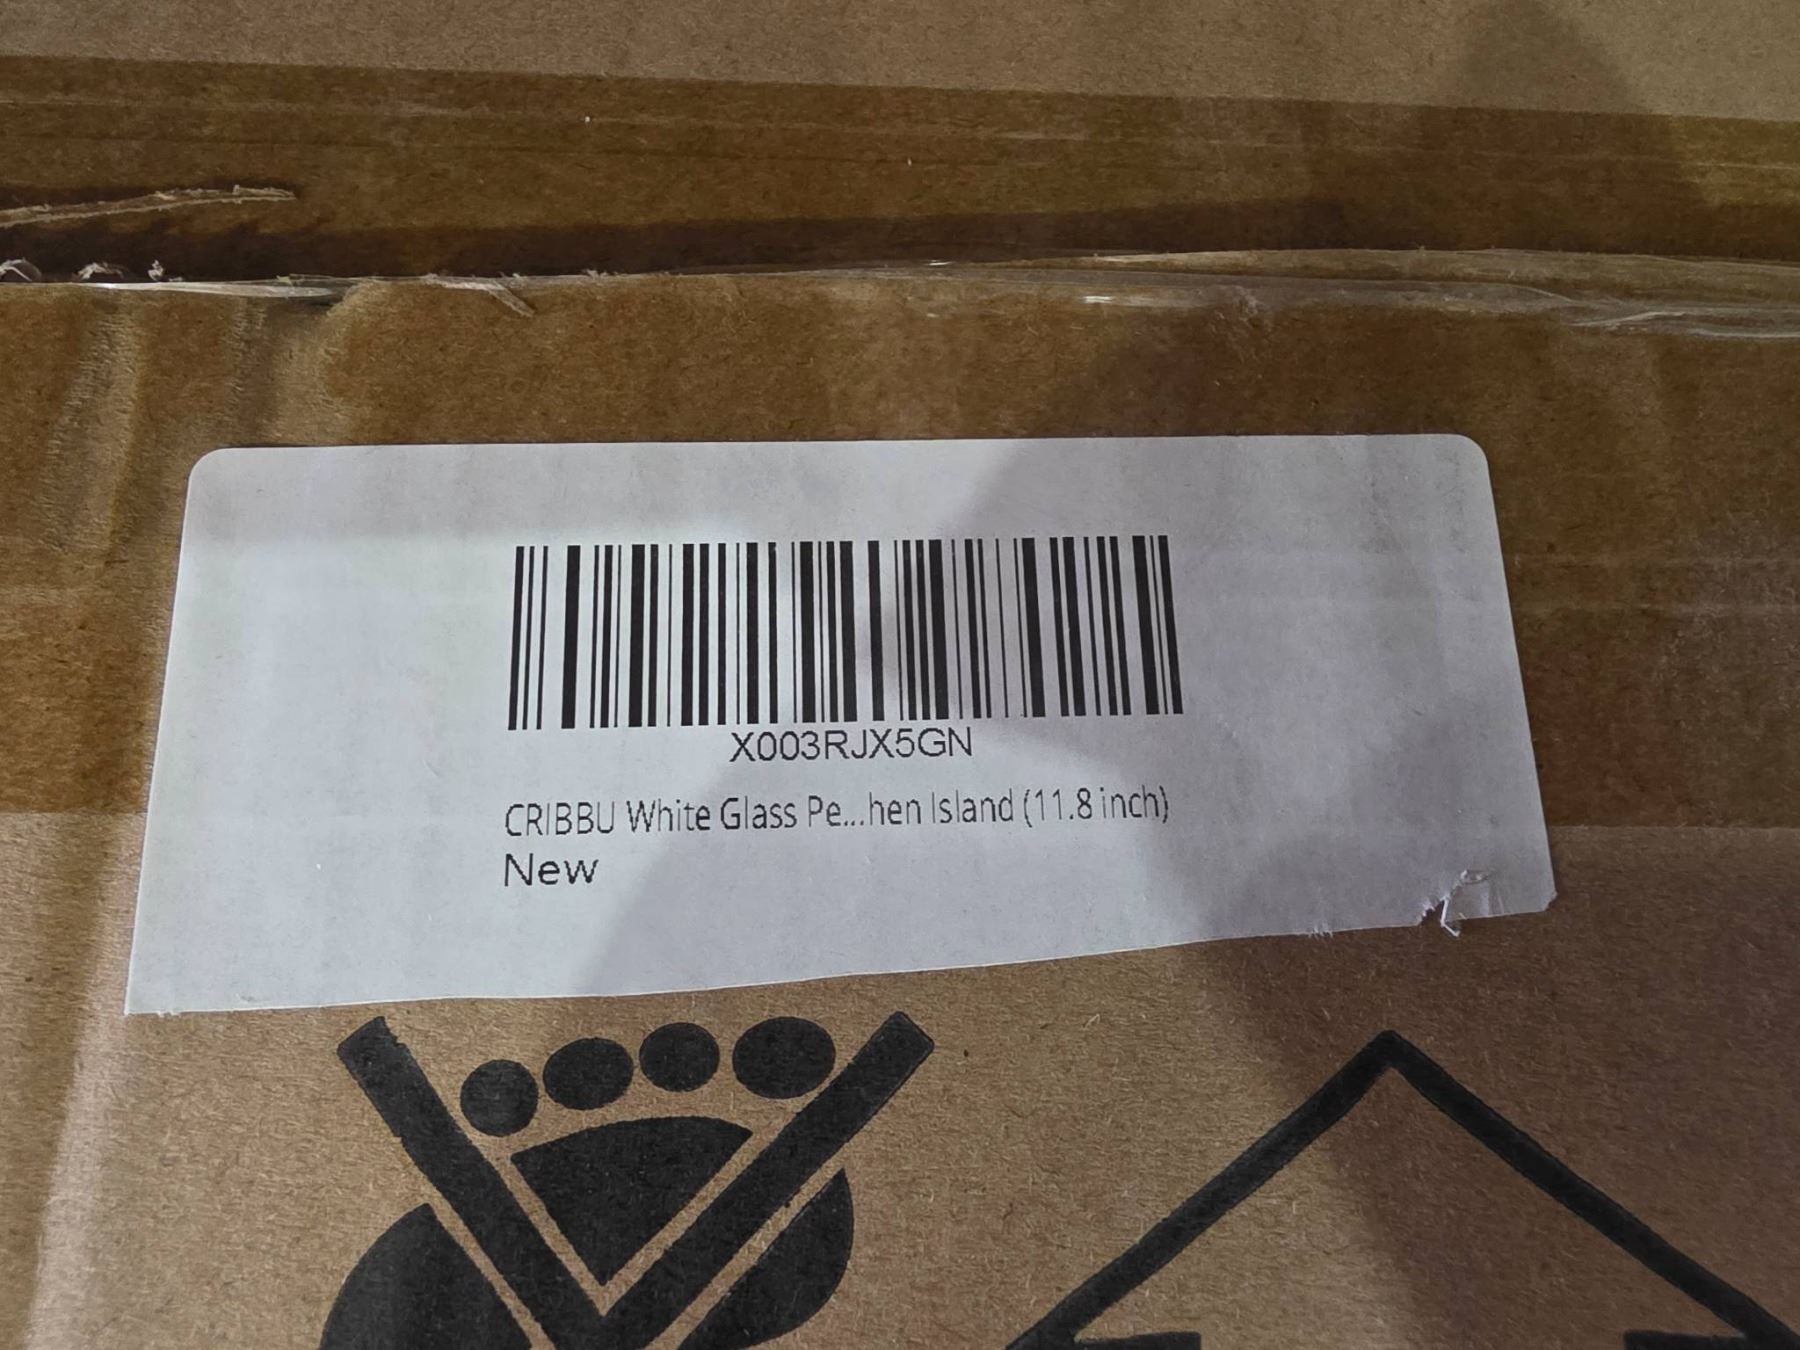 X003RJX5GN
CRIBBU White Glass Pe...hen Island (11.8 inch)
New